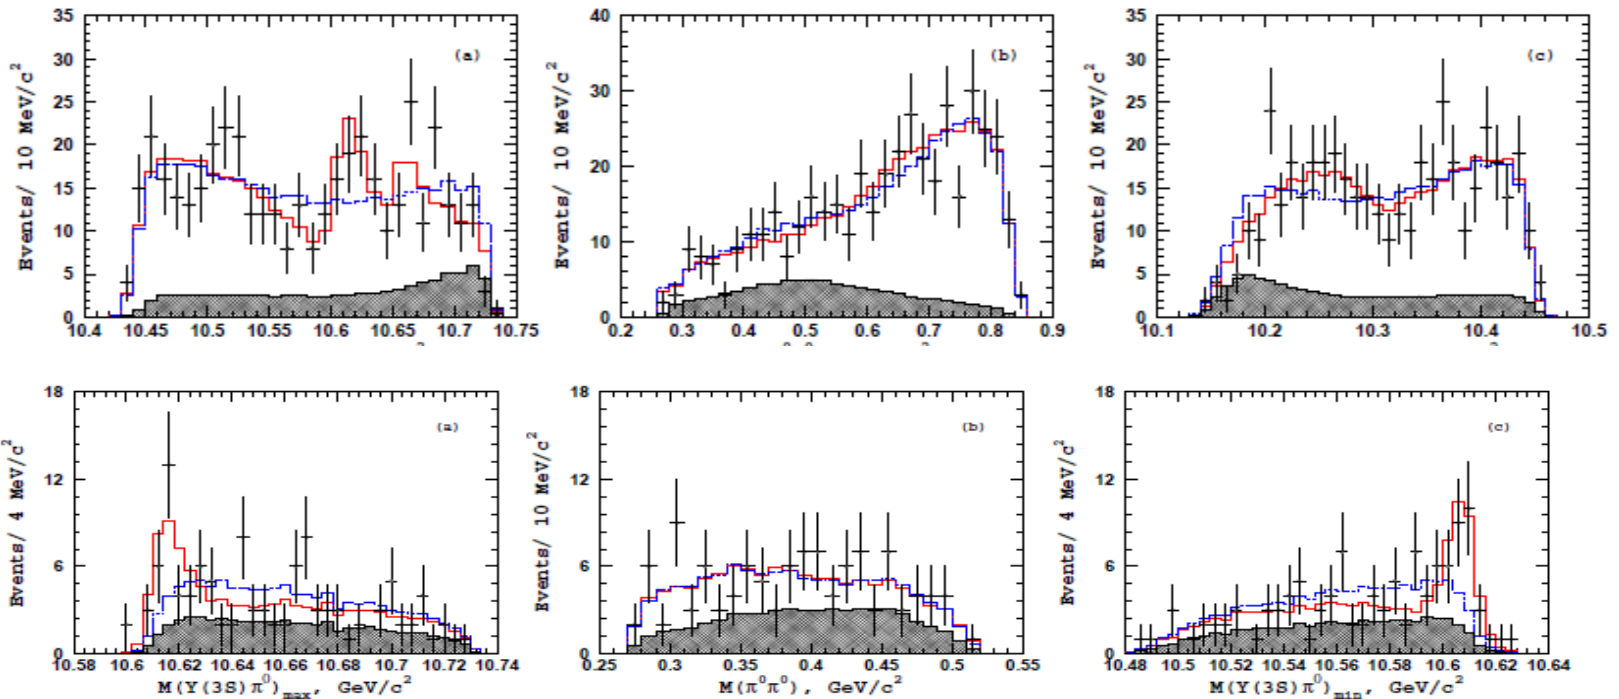 Events/ 10 MeV/c²
35
30
25
20
15
10
5
0
(a)
10.4 10.45 10.5 10.55 10.6 10.65 10.7 10.75
Events/ 10 MeV/c²
40
30
20
10
0
(b)
0.2 0.3 0.4 0.5 0.6 0.7 0.8 0.9
Events/ 10 MeV/c²
35
30
25
20
15
10
5
0
(c)
10.1 10.2 10.3 10.4 10.5
Events/ 4 MeV/c²
18
12
6
0
(a)
10.58 10.6 10.62 10.64 10.66 10.68 10.7 10.72 10.74
M(Y(3S)π⁰)max, GeV/c²
Events/ 10 MeV/c²
18
12
6
0
(b)
0.25 0.3 0.35 0.4 0.45 0.5 0.55
M(π⁰π⁰), GeV/c²
Events/ 4 MeV/c²
18
12
6
0
(c)
10.48 10.5 10.52 10.54 10.56 10.58 10.6 10.62 10.64
M(Y(3S)π⁰)min, GeV/c²